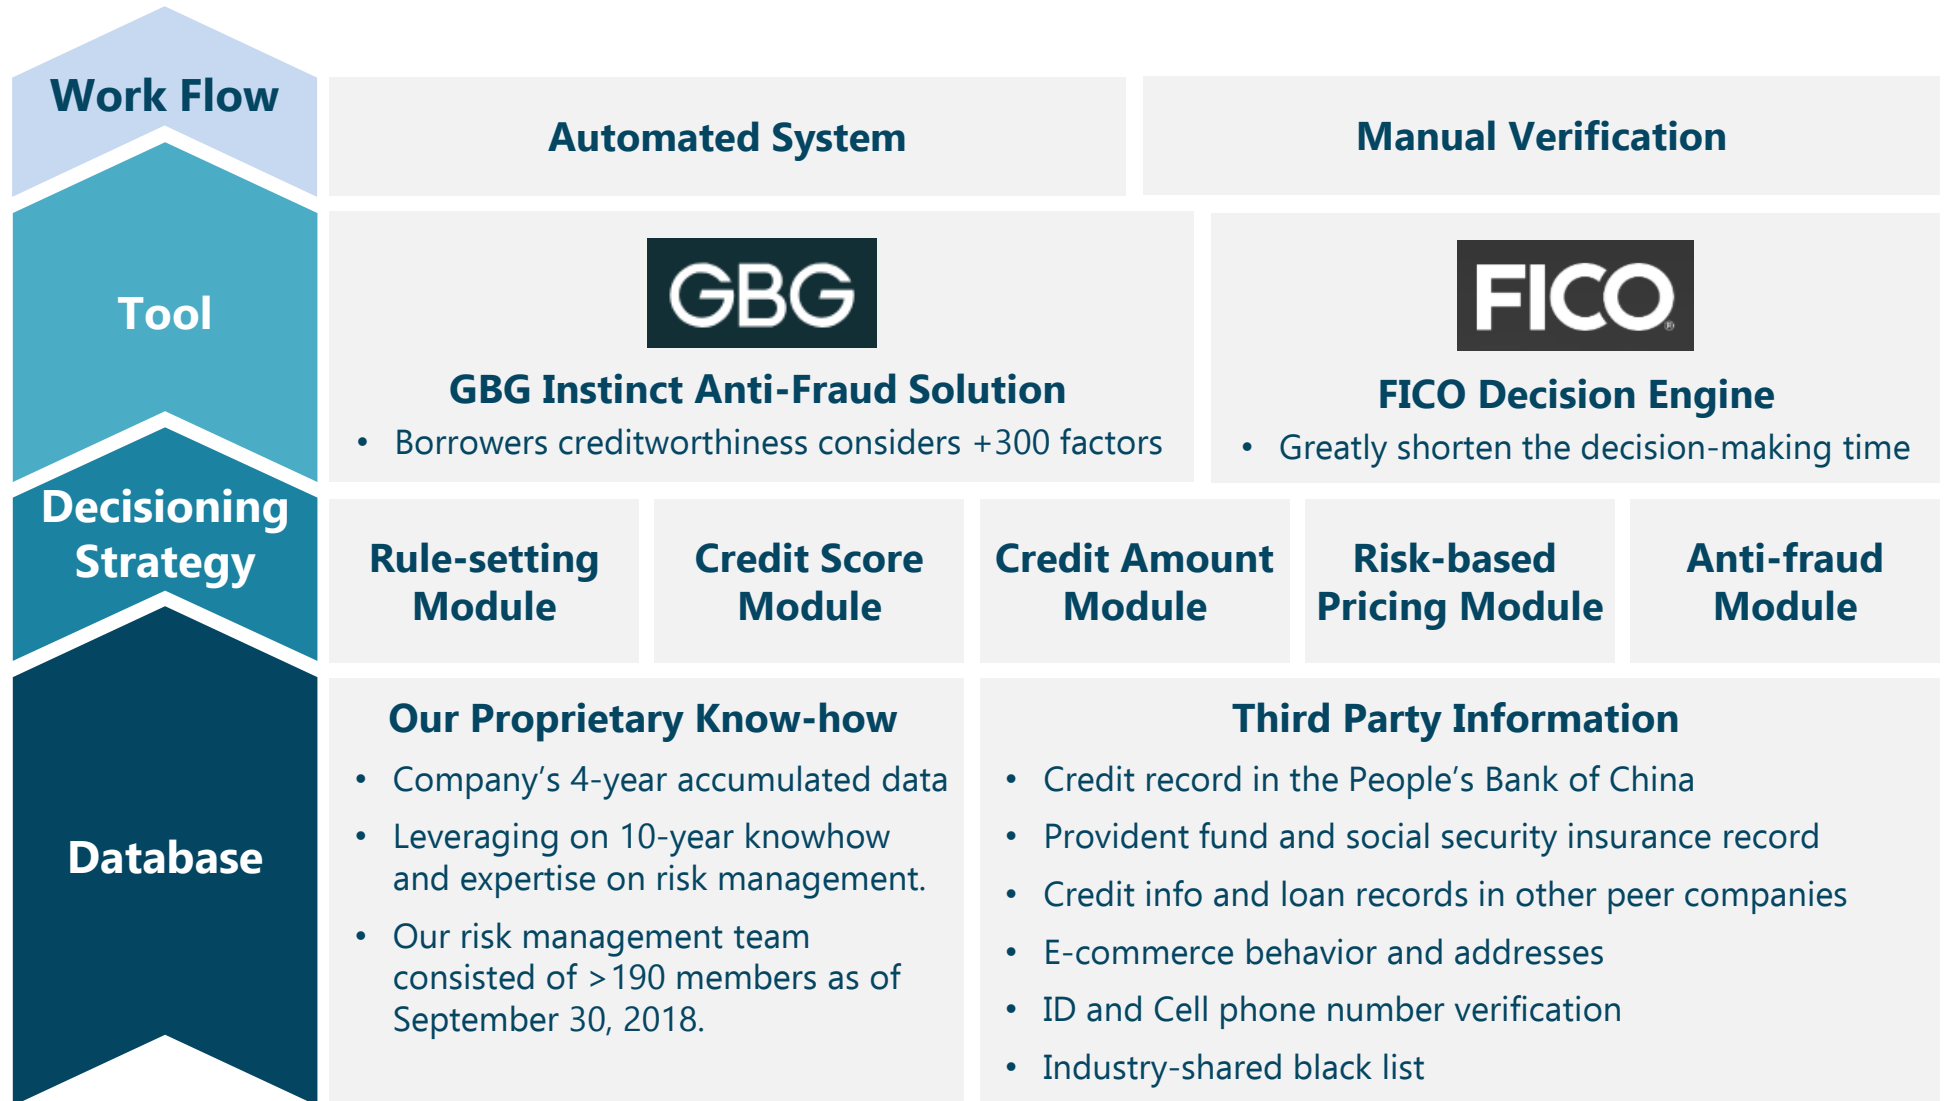 Work Flow
Automated System
Manual Verification
Tool
GBG
GBG Instinct Anti-Fraud Solution
• Borrowers creditworthiness considers +300 factors
FICO®
FICO Decision Engine
• Greatly shorten the decision-making time
Decisioning
Strategy
Rule-setting
Module
Credit Score
Module
Credit Amount
Module
Risk-based
Pricing Module
Anti-fraud
Module
Database
Our Proprietary Know-how
• Company’s 4-year accumulated data
• Leveraging on 10-year knowhow
and expertise on risk management.
• Our risk management team
consisted of >190 members as of
September 30, 2018.
Third Party Information
• Credit record in the People’s Bank of China
• Provident fund and social security insurance record
• Credit info and loan records in other peer companies
• E-commerce behavior and addresses
• ID and Cell phone number verification
• Industry-shared black list